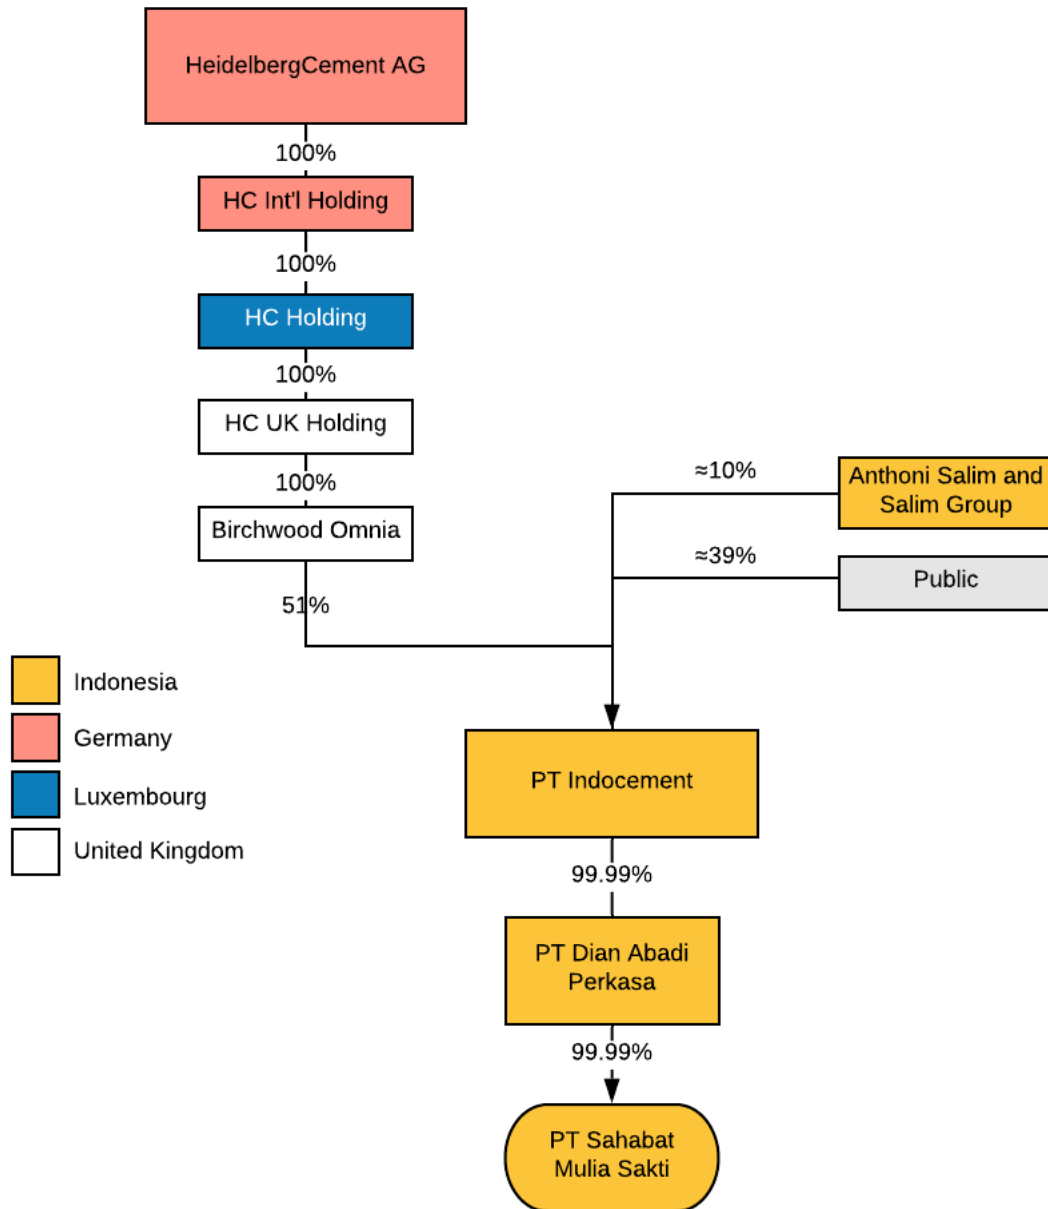 HeidelbergCement AG
100%
HC Int'l Holding
100%
HC Holding
100%
HC UK Holding
100%
Birchwood Omnia
51%
≈10%
Anthoni Salim and
Salim Group
≈39%
Public
Indonesia
Germany
Luxembourg
United Kingdom
PT Indocement
99.99%
PT Dian Abadi
Perkasa
99.99%
PT Sahabat
Mulia Sakti